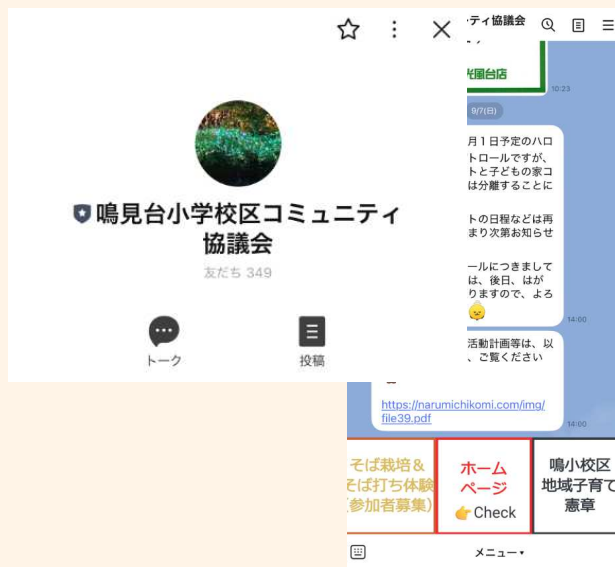 鳴見台小学校区コミュニティ
協議会
友だち 349
トーク
投稿
ティ協議会
光風台店
10:23
9/7(日)
月１日予定のハロ
トロールですが、
トと子どもの家コ
は分離することに
トの日程などは再
まり次第お知らせ
ールにつきまして
は、後日、はが
りますので、よろ
14:00
活動計画等は、以
、ご覧ください
https://narumichikomi.com/img/
file39.pdf
14:00
そば栽培＆
そば打ち体験
（参加者募集）
ホーム
ページ
👉Check
鳴小校区
地域子育て
憲章
メニュー▾